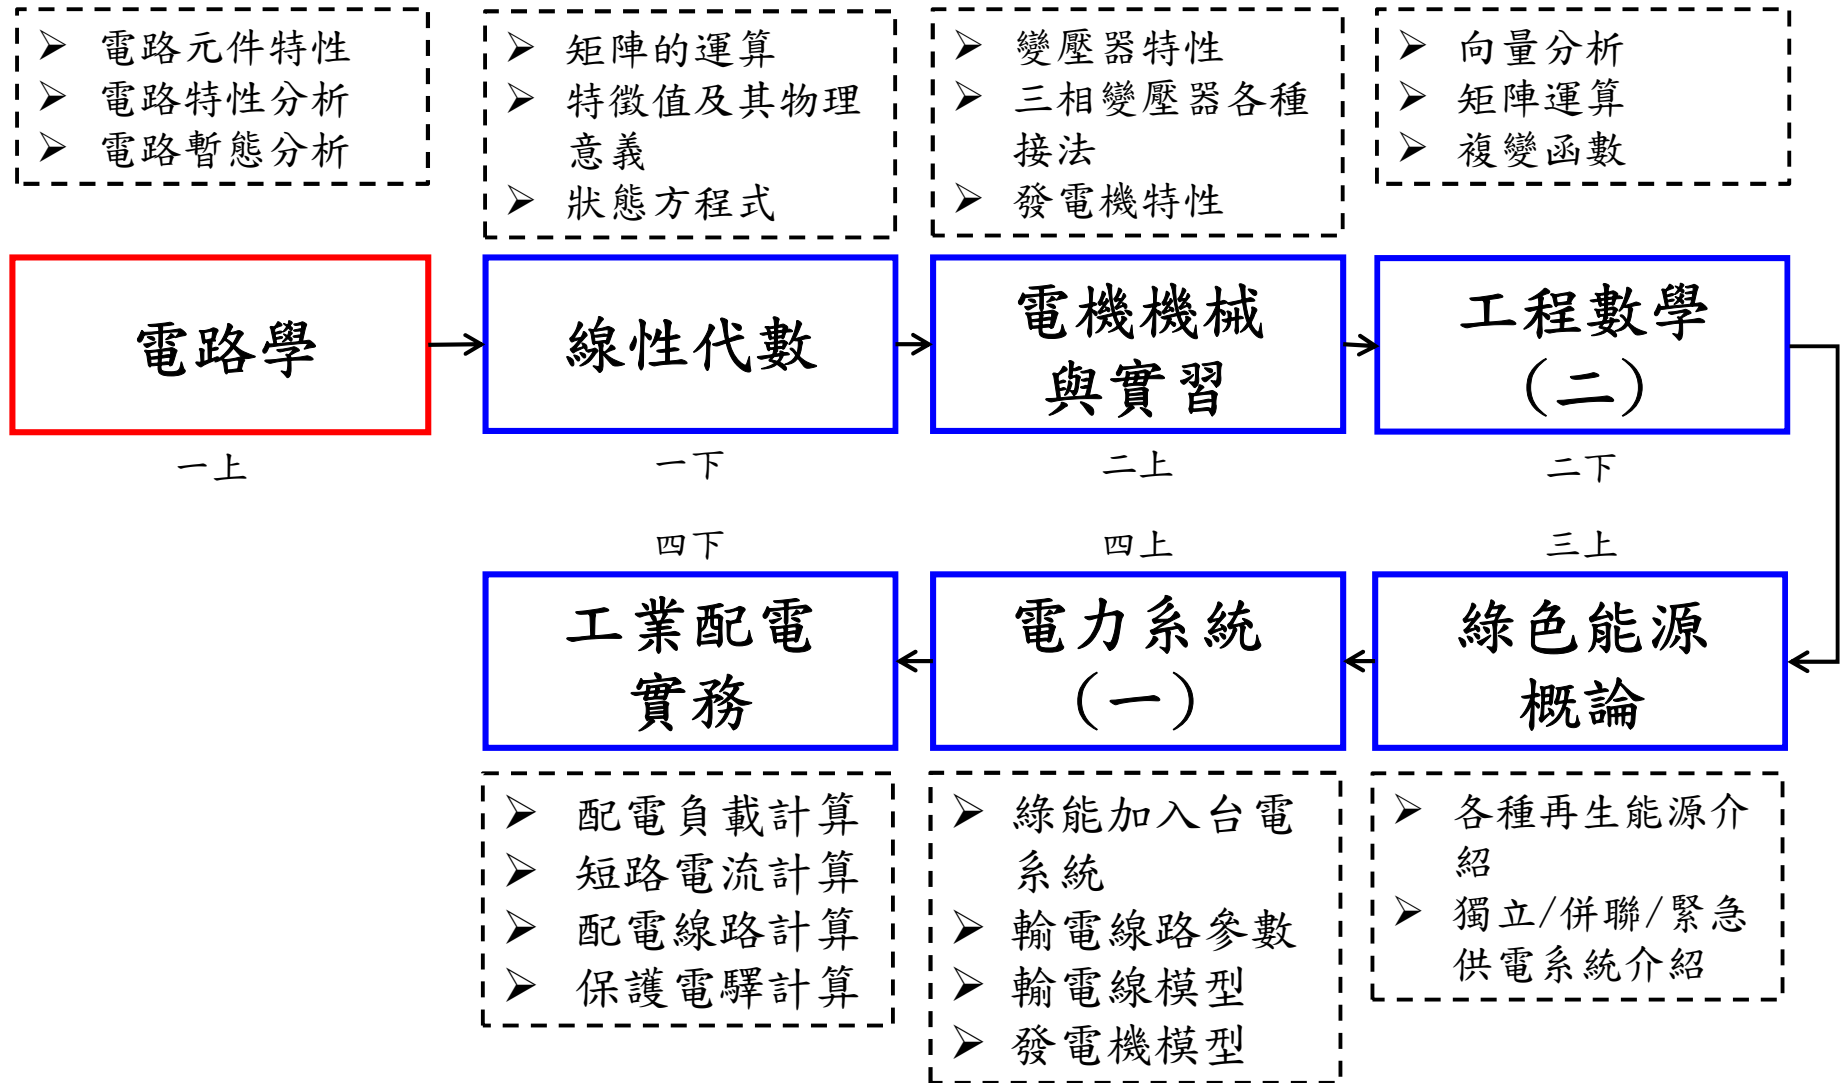 ➢ 電路元件特性
➢ 電路特性分析
➢ 電路暫態分析
➢ 矩陣的運算
➢ 特徵值及其物理
意義
➢ 狀態方程式
➢ 變壓器特性
➢ 三相變壓器各種
接法
➢ 發電機特性
➢ 向量分析
➢ 矩陣運算
➢ 複變函數
電路學
一上
線性代數
一下
電機機械
與實習
二上
工程數學
(二)
二下
三上
綠色能源
概論
➢ 各種再生能源介
紹
➢ 獨立/併聯/緊急
供電系統介紹
四上
電力系統
(一)
➢ 綠能加入台電
系統
➢ 輸電線路參數
➢ 輸電線模型
➢ 發電機模型
四下
工業配電
實務
➢ 配電負載計算
➢ 短路電流計算
➢ 配電線路計算
➢ 保護電驛計算